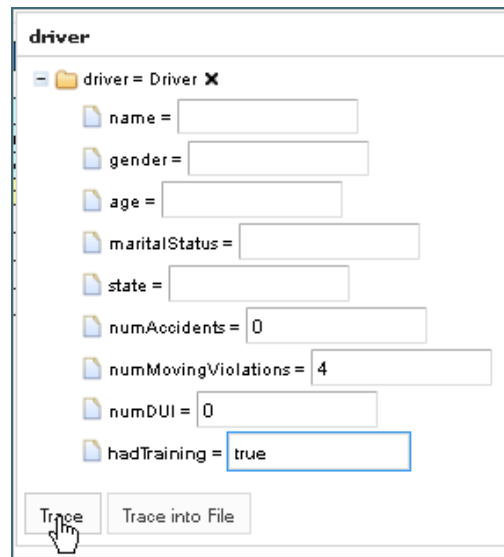 driver
driver = Driver
name =
gender =
age =
maritalStatus =
state =
numAccidents = 0
numMovingViolations = 4
numDUI = 0
hadTraining = true
Trace Trace into File